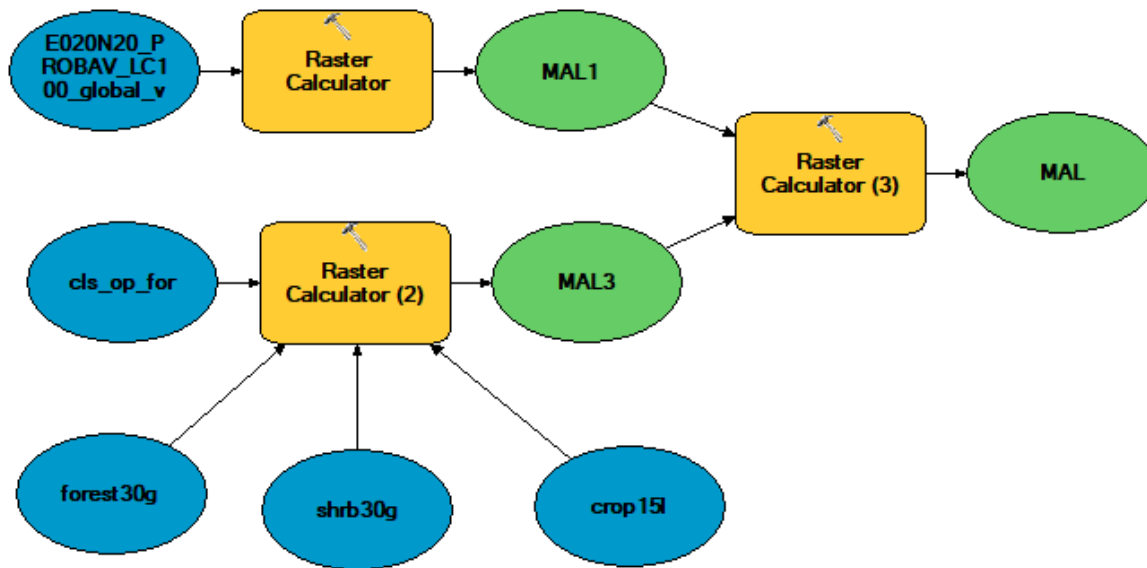 E020N20_P
ROBAV_LC1
00_global_v
Raster
Calculator
MAL1
Raster
Calculator (3)
MAL
cls_op_for
Raster
Calculator (2)
MAL3
forest30g
shrb30g
crop15l